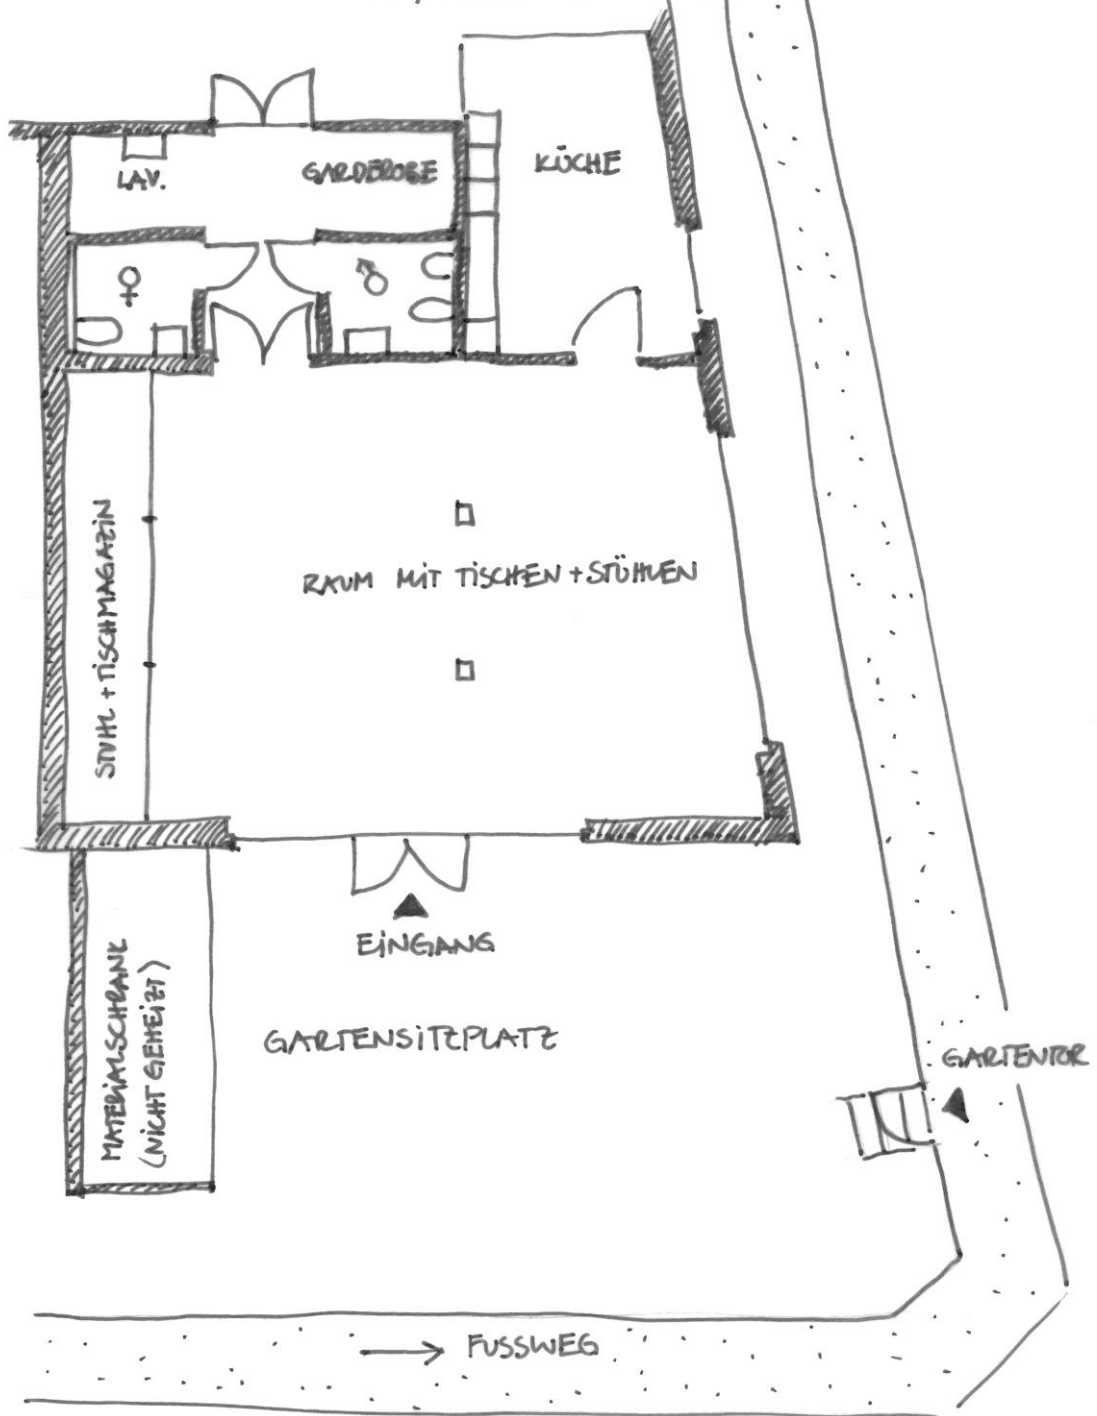 KÜCHE
LAV.
GARDEROBE
RAUM MIT TISCHEN + STÜHLEN
STUHL + TISCHMAGAZIN
EINGANG
GARTENSITZPLATZ
MATERIALSCHRANK
(NICHT GEHEIZT)
GARTENTOR
FUSSWEG